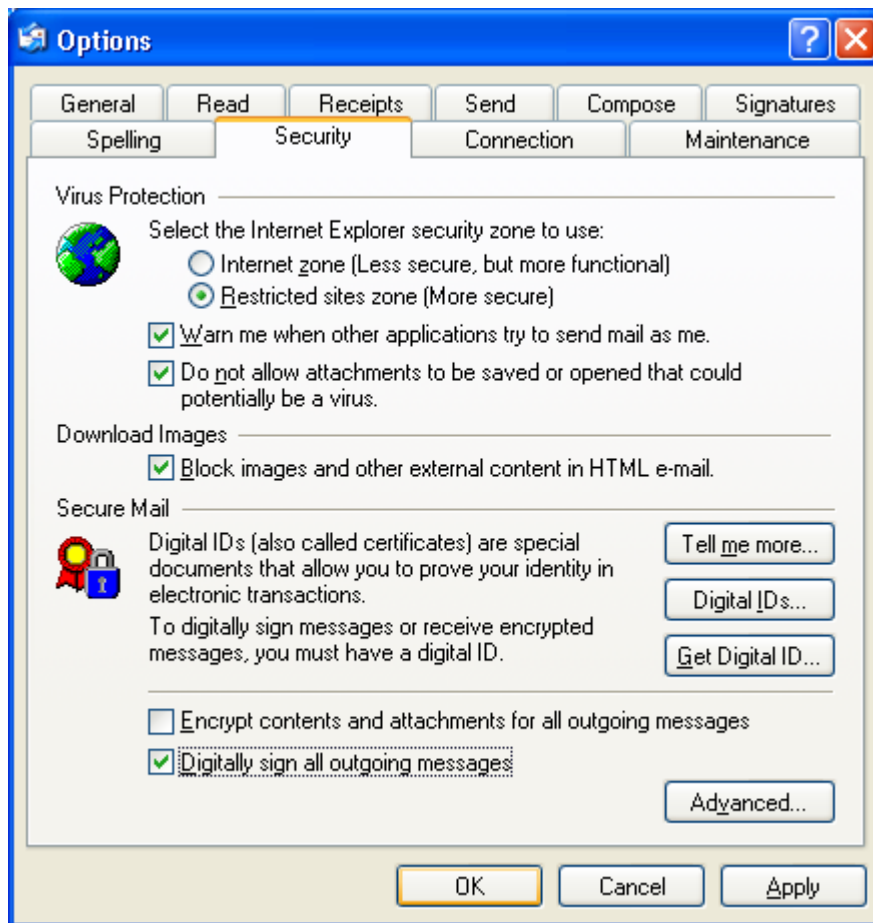 Options
General Read Receipts Send Compose Signatures
Spelling Security Connection Maintenance
Virus Protection
Select the Internet Explorer security zone to use:
Internet zone (Less secure, but more functional)
Restricted sites zone (More secure)
Warn me when other applications try to send mail as me.
Do not allow attachments to be saved or opened that could
potentially be a virus.
Download Images
Block images and other external content in HTML e-mail.
Secure Mail
Digital IDs (also called certificates) are special
documents that allow you to prove your identity in
electronic transactions.
To digitally sign messages or receive encrypted
messages, you must have a digital ID.
Tell me more...
Digital IDs...
Get Digital ID...
Encrypt contents and attachments for all outgoing messages
Digitally sign all outgoing messages
Advanced...
OK Cancel Apply